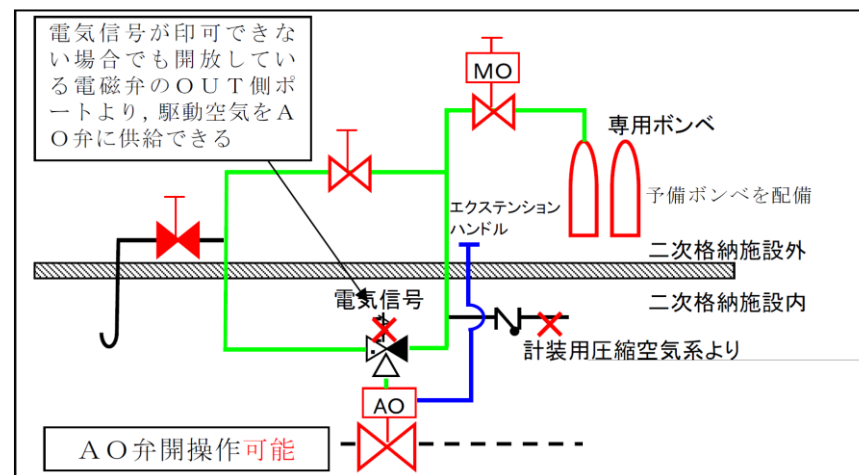 電気信号が印可できな
い場合でも開放してい
る電磁弁のＯＵＴ側ポ
ートより，駆動空気をＡ
Ｏ弁に供給できる
MO
専用ボンベ
予備ボンベを配備
エクステンション
ハンドル
二次格納施設外
二次格納施設内
電気信号
計装用圧縮空気系より
AO
ＡＯ弁開操作可能